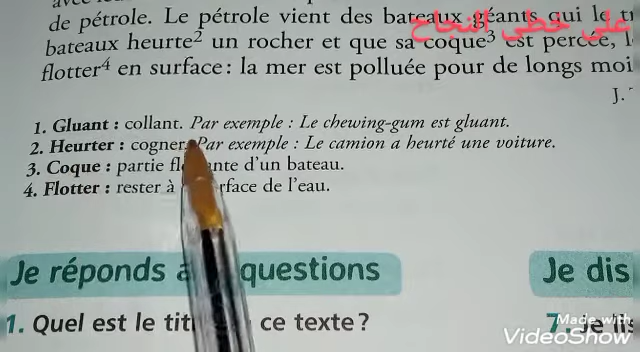 de pétrole. Le pétrole vient des bateaux géants qui le
على خطى النجاح
bateaux heurte² un rocher et que sa coque³ est percée,
flotter⁴ en surface : la mer est polluée pour de longs moi
J.
1. Gluant : collant. Par exemple : Le chewing-gum est gluant.
2. Heurter : cogner. Par exemple : Le camion a heurté une voiture.
3. Coque : partie d'un bateau.
4. Flotter : rester à de l'eau.
Je réponds questions
Je dis
1. Quel est le ce texte ?
7. Je
Made with
VideoShow